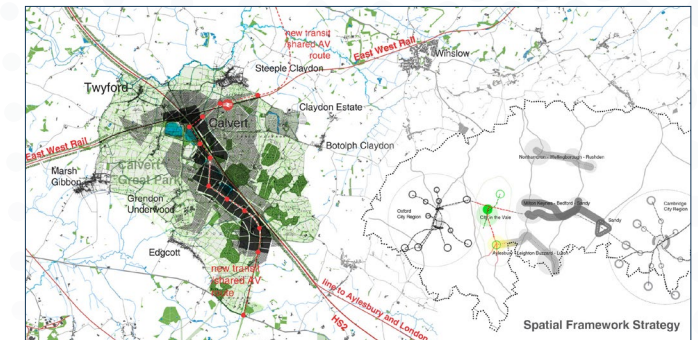 new transit
shared AV
route
East West Rail
Winslow
Steeple Claydon
Twyford
Claydon Estate
Calvert
Botolph Claydon
East West Rail
Calvert
Great Park
Marsh
Gibbon
Grendon
Underwood
Edgcott
new transit
shared AV
route
line to Aylesbury and London
HS2
Northampton - Wellingborough - Rushden
Oxford
City Region
City in the Vale
Milton Keynes - Bedford - Sandy
Sandy
Cambridge
City Region
Aylesbury - Leighton Buzzard - Luton
Spatial Framework Strategy